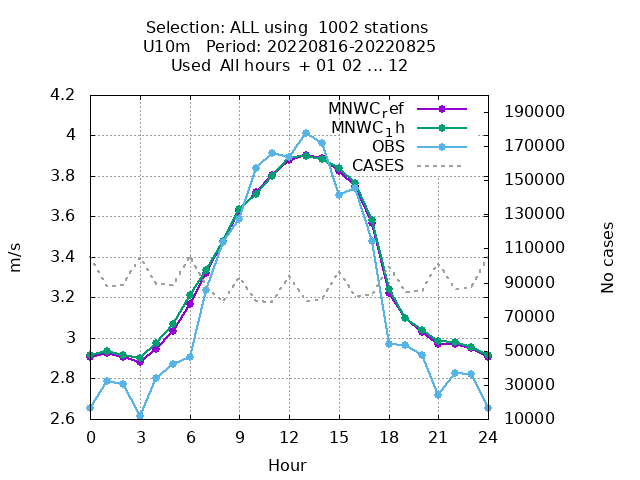 Selection: ALL using  1002 stations
U10m   Period: 20220816-20220825
Used  All hours  + 01 02 ... 12
4.2
4
3.8
3.6
3.4
3.2
3
2.8
2.6
m/s
MNWC_ref
MNWC_1h
OBS
CASES
190000
170000
150000
130000
110000
90000
70000
50000
30000
10000
No cases
0 3 6 9 12 15 18 21 24
Hour